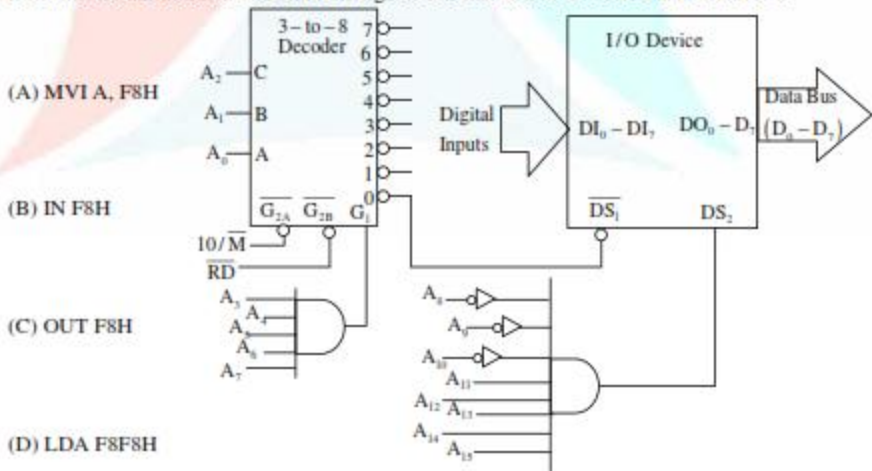 3 – to – 8
Decoder
7
6
5
4
3
2
1
0
A₂
C
A₁
B
A₀
A
G̅₂A̅
G̅₂B̅
G₁
10/M̅
R̅D̅
A₃
A₄
A₅
A₆
A₇
I/O Device
Digital
Inputs
DI₀ – DI₇
DO₀ – D₇
Data Bus
(D₀ – D₇)
D̅S̅₁
DS₂
A₈
A₉
A₁₀
A₁₁
A₁₂
A₁₃
A₁₄
A₁₅
(A) MVI A, F8H
(B) IN F8H
(C) OUT F8H
(D) LDA F8F8H